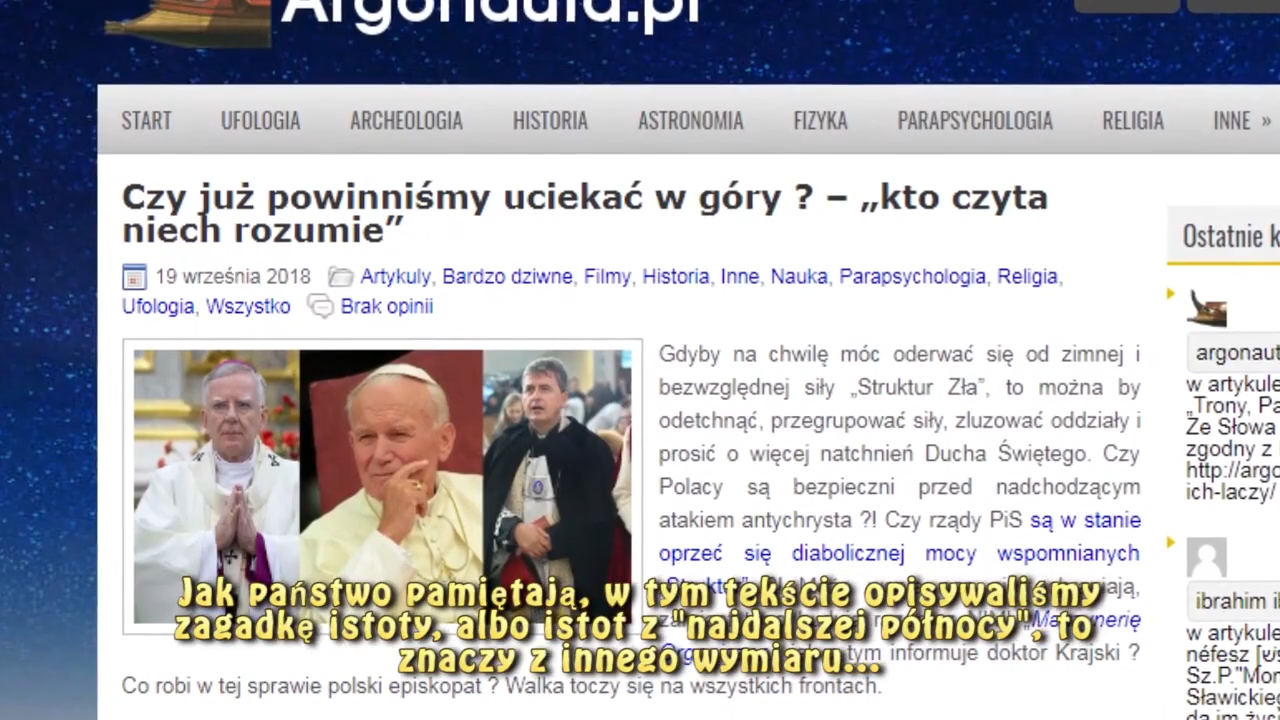 Argonauta.pl
START UFOLOGIA ARCHEOLOGIA HISTORIA ASTRONOMIA FIZYKA PARAPSYCHOLOGIA RELIGIA INNE »
Czy już powinniśmy uciekać w góry ? – „kto czyta
niech rozumie”
19 września 2018 Artykuly, Bardzo dziwne, Filmy, Historia, Inne, Nauka, Parapsychologia, Religia,
Ufologia, Wszystko Brak opinii
Gdyby na chwilę móc oderwać się od zimnej i
bezwzględnej siły „Struktur Zła”, to można by
odetchnąć, przegrupować siły, zluzować oddziały i
prosić o więcej natchnień Ducha Świętego. Czy
Polacy są bezpieczni przed nadchodzącym
atakiem antychrysta ?! Czy rządy PiS są w stanie
oprzeć się diabolicznej mocy wspomnianych
tym informuje doktor Krajski ?
Co robi w tej sprawie polski episkopat ? Walka toczy się na wszystkich frontach.
Jak państwo pamiętają, w tym tekście opisywaliśmy
zagadkę istoty, albo istot z "najdalszej północy", to
znaczy z innego wymiaru...
Ostatnie
argonaut
w artykule
„Trony,
Ze Słowa
zgodny z
http://argo
ich-laczy/
ibrahim
w artykule
néfesz
Sz.P."Mon
Sławickie
da im